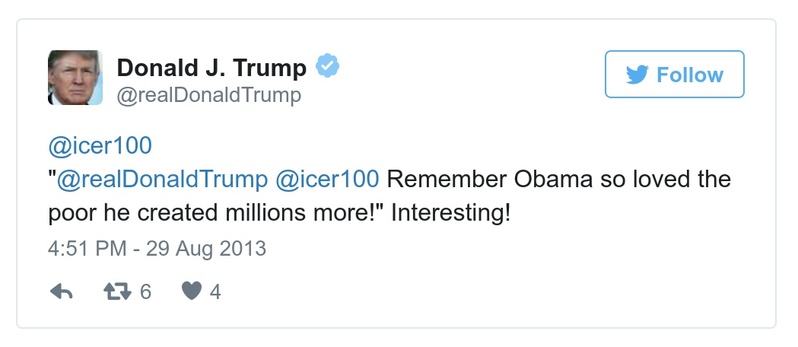 Donald J. Trump
@realDonaldTrump
Follow
@icer100
"@realDonaldTrump @icer100 Remember Obama so loved the
poor he created millions more!" Interesting!
4:51 PM - 29 Aug 2013
6 4